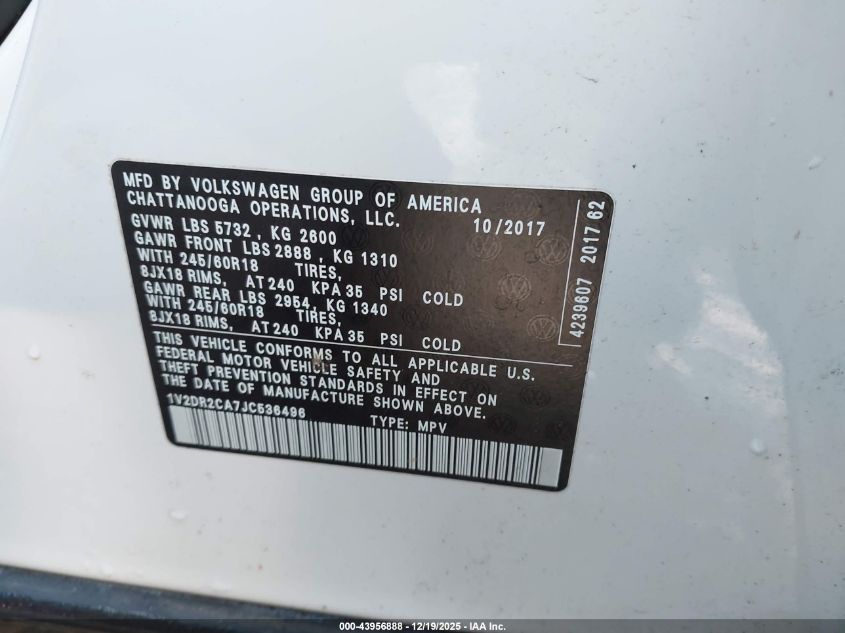 MFD BY VOLKSWAGEN GROUP OF AMERICA
CHATTANOOGA OPERATIONS, LLC. 10/2017
GVWR LBS 5732 , KG 2600
GAWR FRONT LBS 2888 , KG 1310
WITH 245/60R18 TIRES,
8JX18 RIMS, AT 240 KPA 35 PSI COLD
GAWR REAR LBS 2954, KG 1340
WITH 245/60R18 TIRES,
8JX18 RIMS, AT 240 KPA 35 PSI COLD
THIS VEHICLE CONFORMS TO ALL APPLICABLE U.S.
FEDERAL MOTOR VEHICLE SAFETY AND
THEFT PREVENTION STANDARDS IN EFFECT ON
THE DATE OF MANUFACTURE SHOWN ABOVE.
1V2DR2CA7JC536496 TYPE: MPV
4239607 2017 62
000-43956888 • 12/19/2025 - IAA Inc.